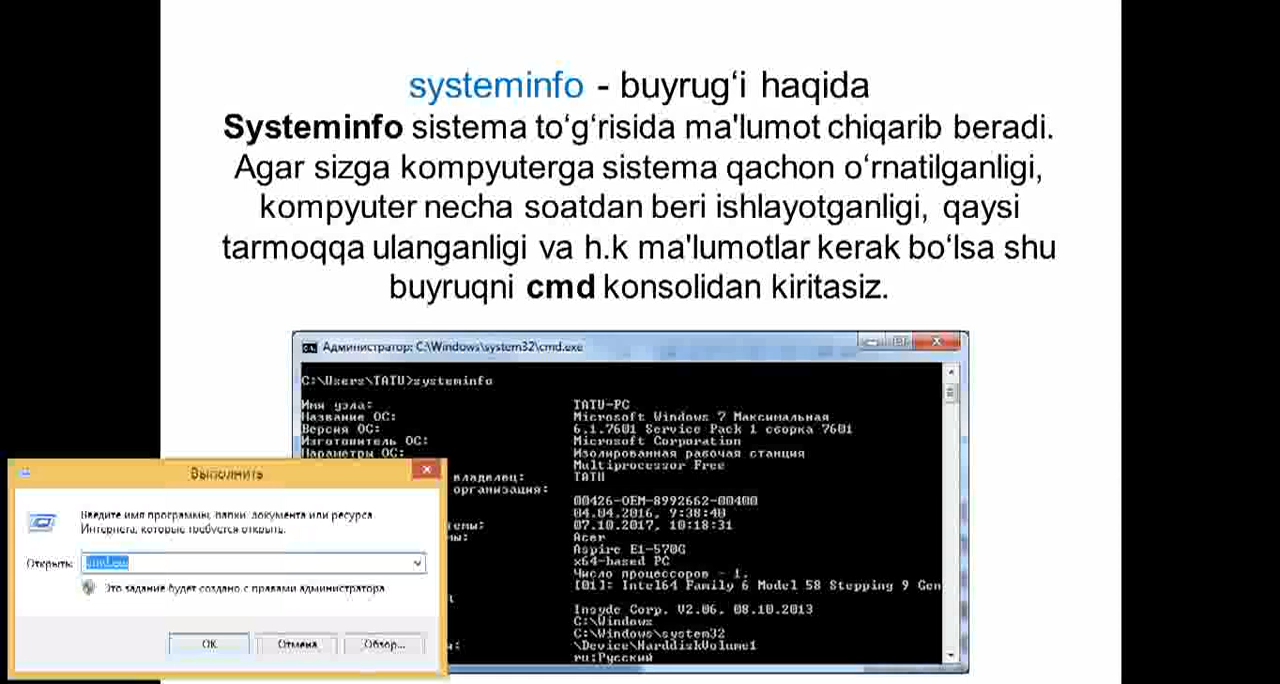 systeminfo - buyrug‘i haqida
Systeminfo sistema to‘g‘risida ma'lumot chiqarib beradi.
Agar sizga kompyuterga sistema qachon o‘rnatilganligi,
kompyuter necha soatdan beri ishlayotganligi, qaysi
tarmoqqa ulanganligi va h.k ma'lumotlar kerak bo‘lsa shu
buyruqni cmd konsolidan kiritasiz.
Администратор: C:\Windows\system32\cmd.exe
C:\Users\TATU>systeminfo
Имя узла: TATU-PC
Название ОС: Microsoft Windows 7 Максимальная
Версия ОС: 6.1.7601 Service Pack 1 сборка 7601
Изготовитель ОС: Microsoft Corporation
Параметры ОС: Изолированная рабочая станция
Multiprocessor Free
владелец: TATU
организация:
00426-OEM-8992662-00400
04.04.2016, 9:38:40
07.10.2017, 10:18:31
Acer
Aspire E1-570G
x64-based PC
Число процессоров - 1.
[01]: Intel64 Family 6 Model 58 Stepping 9 Gen
Insyde Corp. V2.06, 08.10.2013
C:\Windows
C:\Windows\system32
\Device\HarddiskVolume1
ru;Русский
Выполнить
Введите имя программы, папки, документа или ресурса
Интернета, которые требуется открыть.
Открыть:
Это задание будет создано с правами администратора
ОК Отмена Обзор...